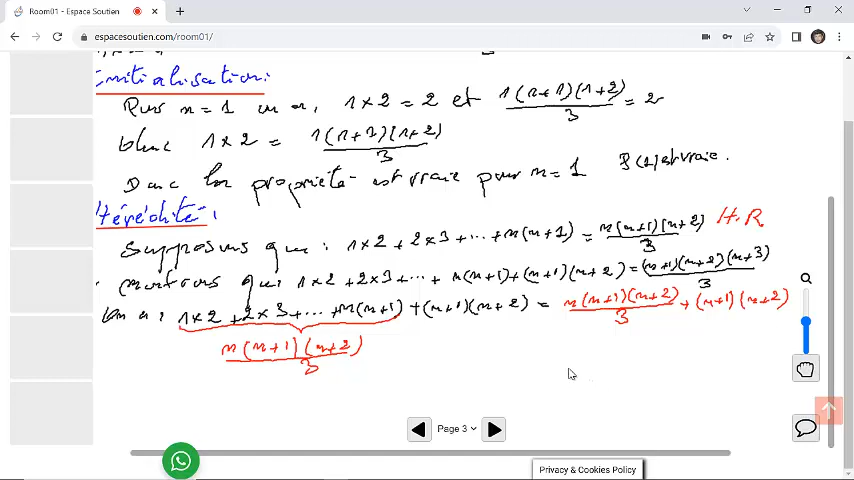 Room01 - Espace Soutien
espacesoutien.com/room01/
Initialisation:
Pour n=1 on a, 1×2 = 2 et 1(1+1)(1+2)/3 = 2
Donc 1×2 = 1(1+1)(1+2)/3
Donc la propriété est vraie pour n=1 P(1) est vraie.
Hérédité:
Supposons que: 1×2 + 2×3 + ... + n(n+1) = n(n+1)(n+2)/3 H.R
montrons que: 1×2 + 2×3 + ... + n(n+1) + (n+1)(n+2) = (n+1)(n+2)(n+3)/3
On a: 1×2 + 2×3 + ... + n(n+1) + (n+1)(n+2) = n(n+1)(n+2)/3 + (n+1)(n+2)
n(n+1)(n+2)/3
Page 3
Privacy & Cookies Policy